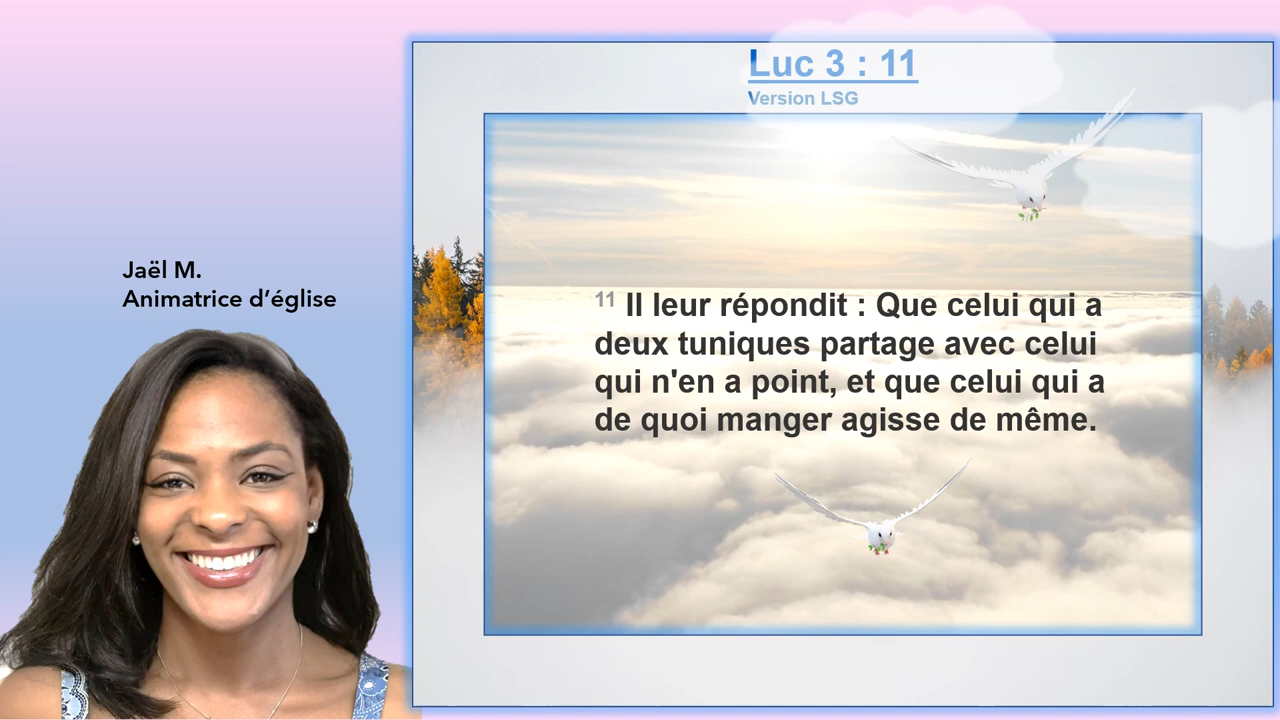 Luc 3 : 11
Version LSG
Jaël M.
Animatrice d’église
11 Il leur répondit : Que celui qui a
deux tuniques partage avec celui
qui n'en a point, et que celui qui a
de quoi manger agisse de même.